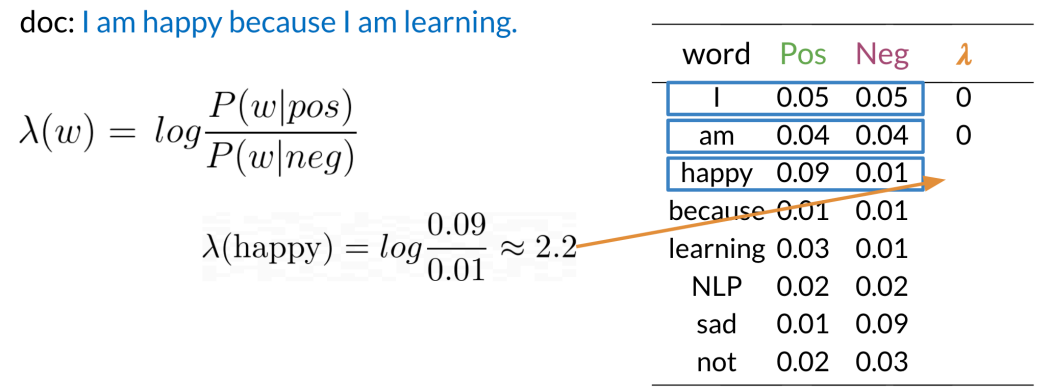 doc: I am happy because I am learning.
λ(w) = log P(w|pos) / P(w|neg)
λ(happy) = log 0.09 / 0.01 ≈ 2.2
word Pos Neg λ
I 0.05 0.05 0
am 0.04 0.04 0
happy 0.09 0.01
because 0.01 0.01
learning 0.03 0.01
NLP 0.02 0.02
sad 0.01 0.09
not 0.02 0.03